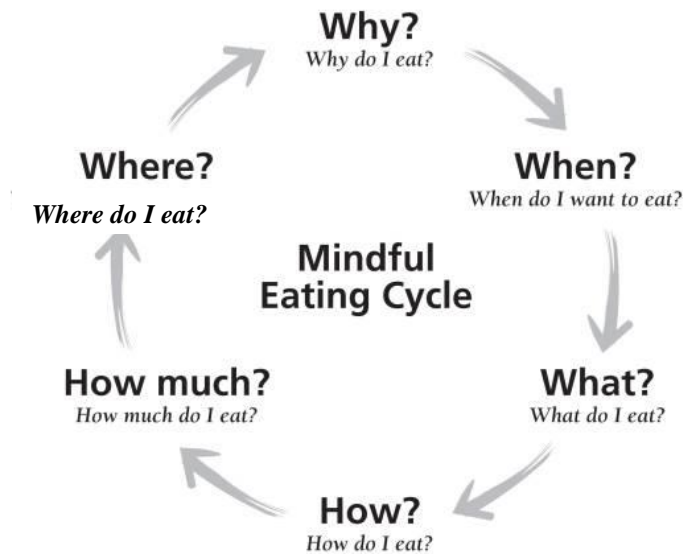 Why?
Why do I eat?
When?
When do I want to eat?
What?
What do I eat?
How?
How do I eat?
How much?
How much do I eat?
Where?
Where do I eat?
Mindful
Eating Cycle